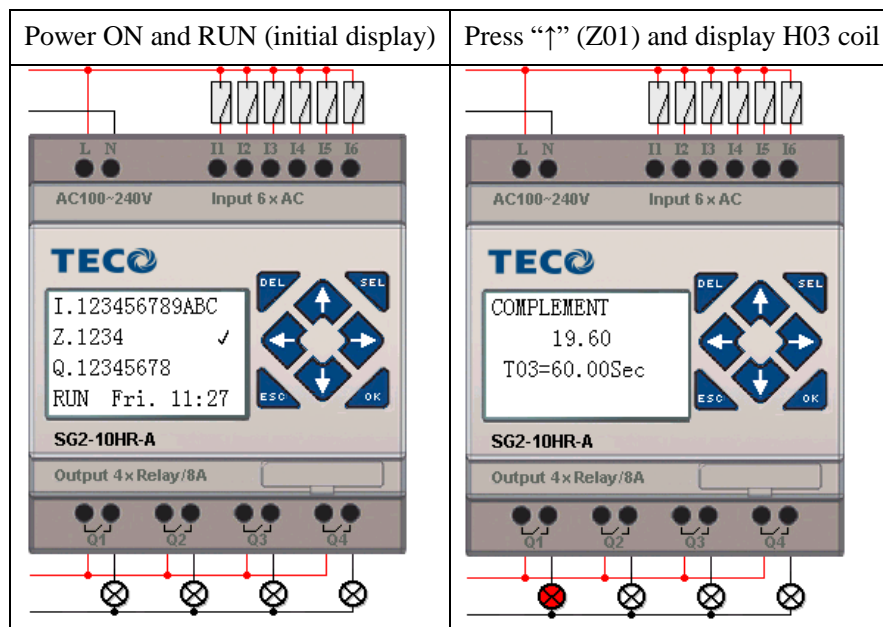 Power ON and RUN (initial display)
Press “↑” (Z01) and display H03 coil
L N I1 I2 I3 I4 I5 I6
AC100~240V Input 6 x AC
TECO
DEL SEL
I.123456789ABC
Z.1234 ✓
Q.12345678
RUN Fri. 11:27
ESC OK
SG2-10HR-A
Output 4 x Relay/8A
Q1 Q2 Q3 Q4
L N I1 I2 I3 I4 I5 I6
AC100~240V Input 6 x AC
TECO
DEL SEL
COMPLEMENT
19.60
T03=60.00Sec
ESC OK
SG2-10HR-A
Output 4 x Relay/8A
Q1 Q2 Q3 Q4